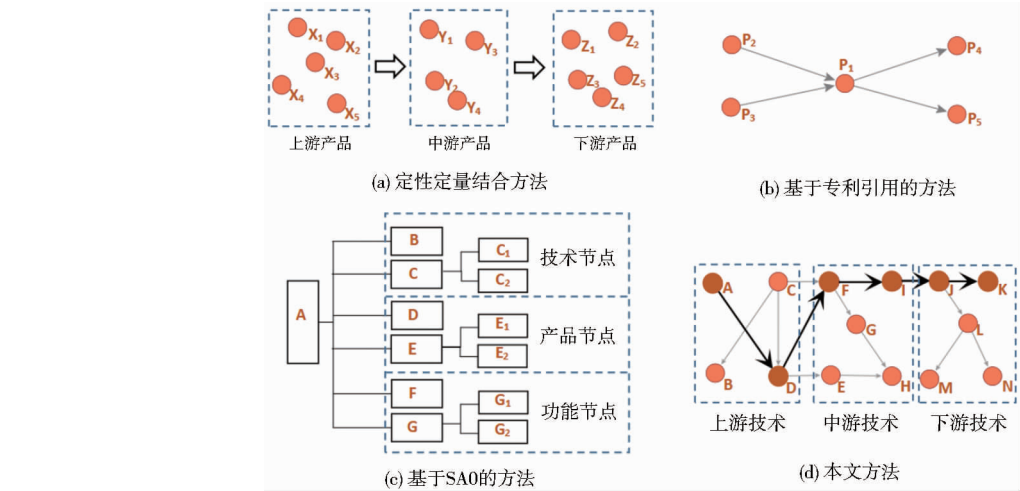 X1
X2
X3
X4
X5
Y1
Y3
Y2
Y4
Z1
Z2
Z3
Z5
Z4
上游产品
中游产品
下游产品
(a) 定性定量结合方法
P2
P4
P1
P3
P5
(b) 基于专利引用的方法
A
B
C
C1
C2
技术节点
D
E
E1
E2
产品节点
F
G
G1
G2
功能节点
(c) 基于SAO的方法
A
C
F
I
J
K
G
L
B
D
E
H
M
N
上游技术
中游技术
下游技术
(d) 本文方法